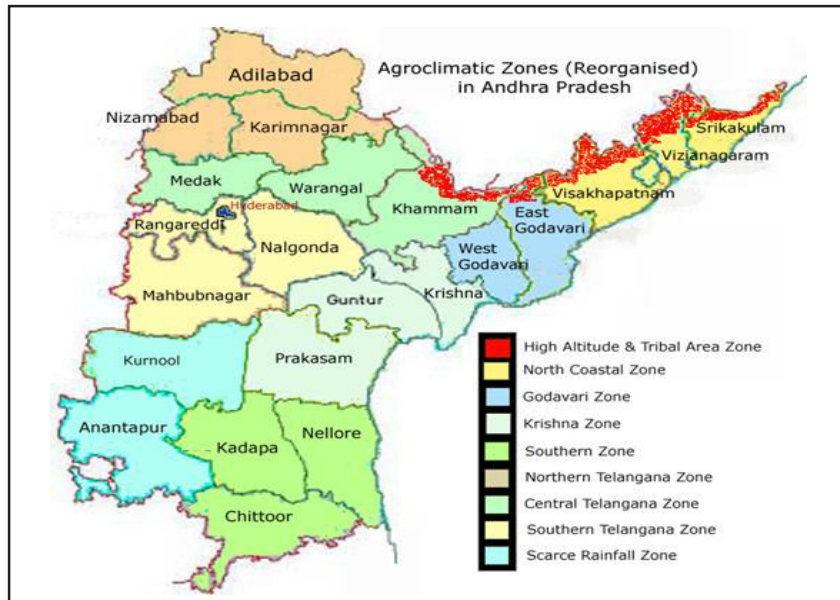 Agroclimatic Zones (Reorganised)
in Andhra Pradesh
Adilabad
Nizamabad
Karimnagar
Medak
Warangal
Khammam
Srikakulam
Vizianagaram
Visakhapatnam
East
Godavari
West
Godavari
Hyderabad
Rangareddi
Nalgonda
Mahbubnagar
Krishna
Guntur
Prakasam
Kurnool
Anantapur
Kadapa
Nellore
Chittoor
High Altitude & Tribal Area Zone
North Coastal Zone
Godavari Zone
Krishna Zone
Southern Zone
Northern Telangana Zone
Central Telangana Zone
Southern Telangana Zone
Scarce Rainfall Zone